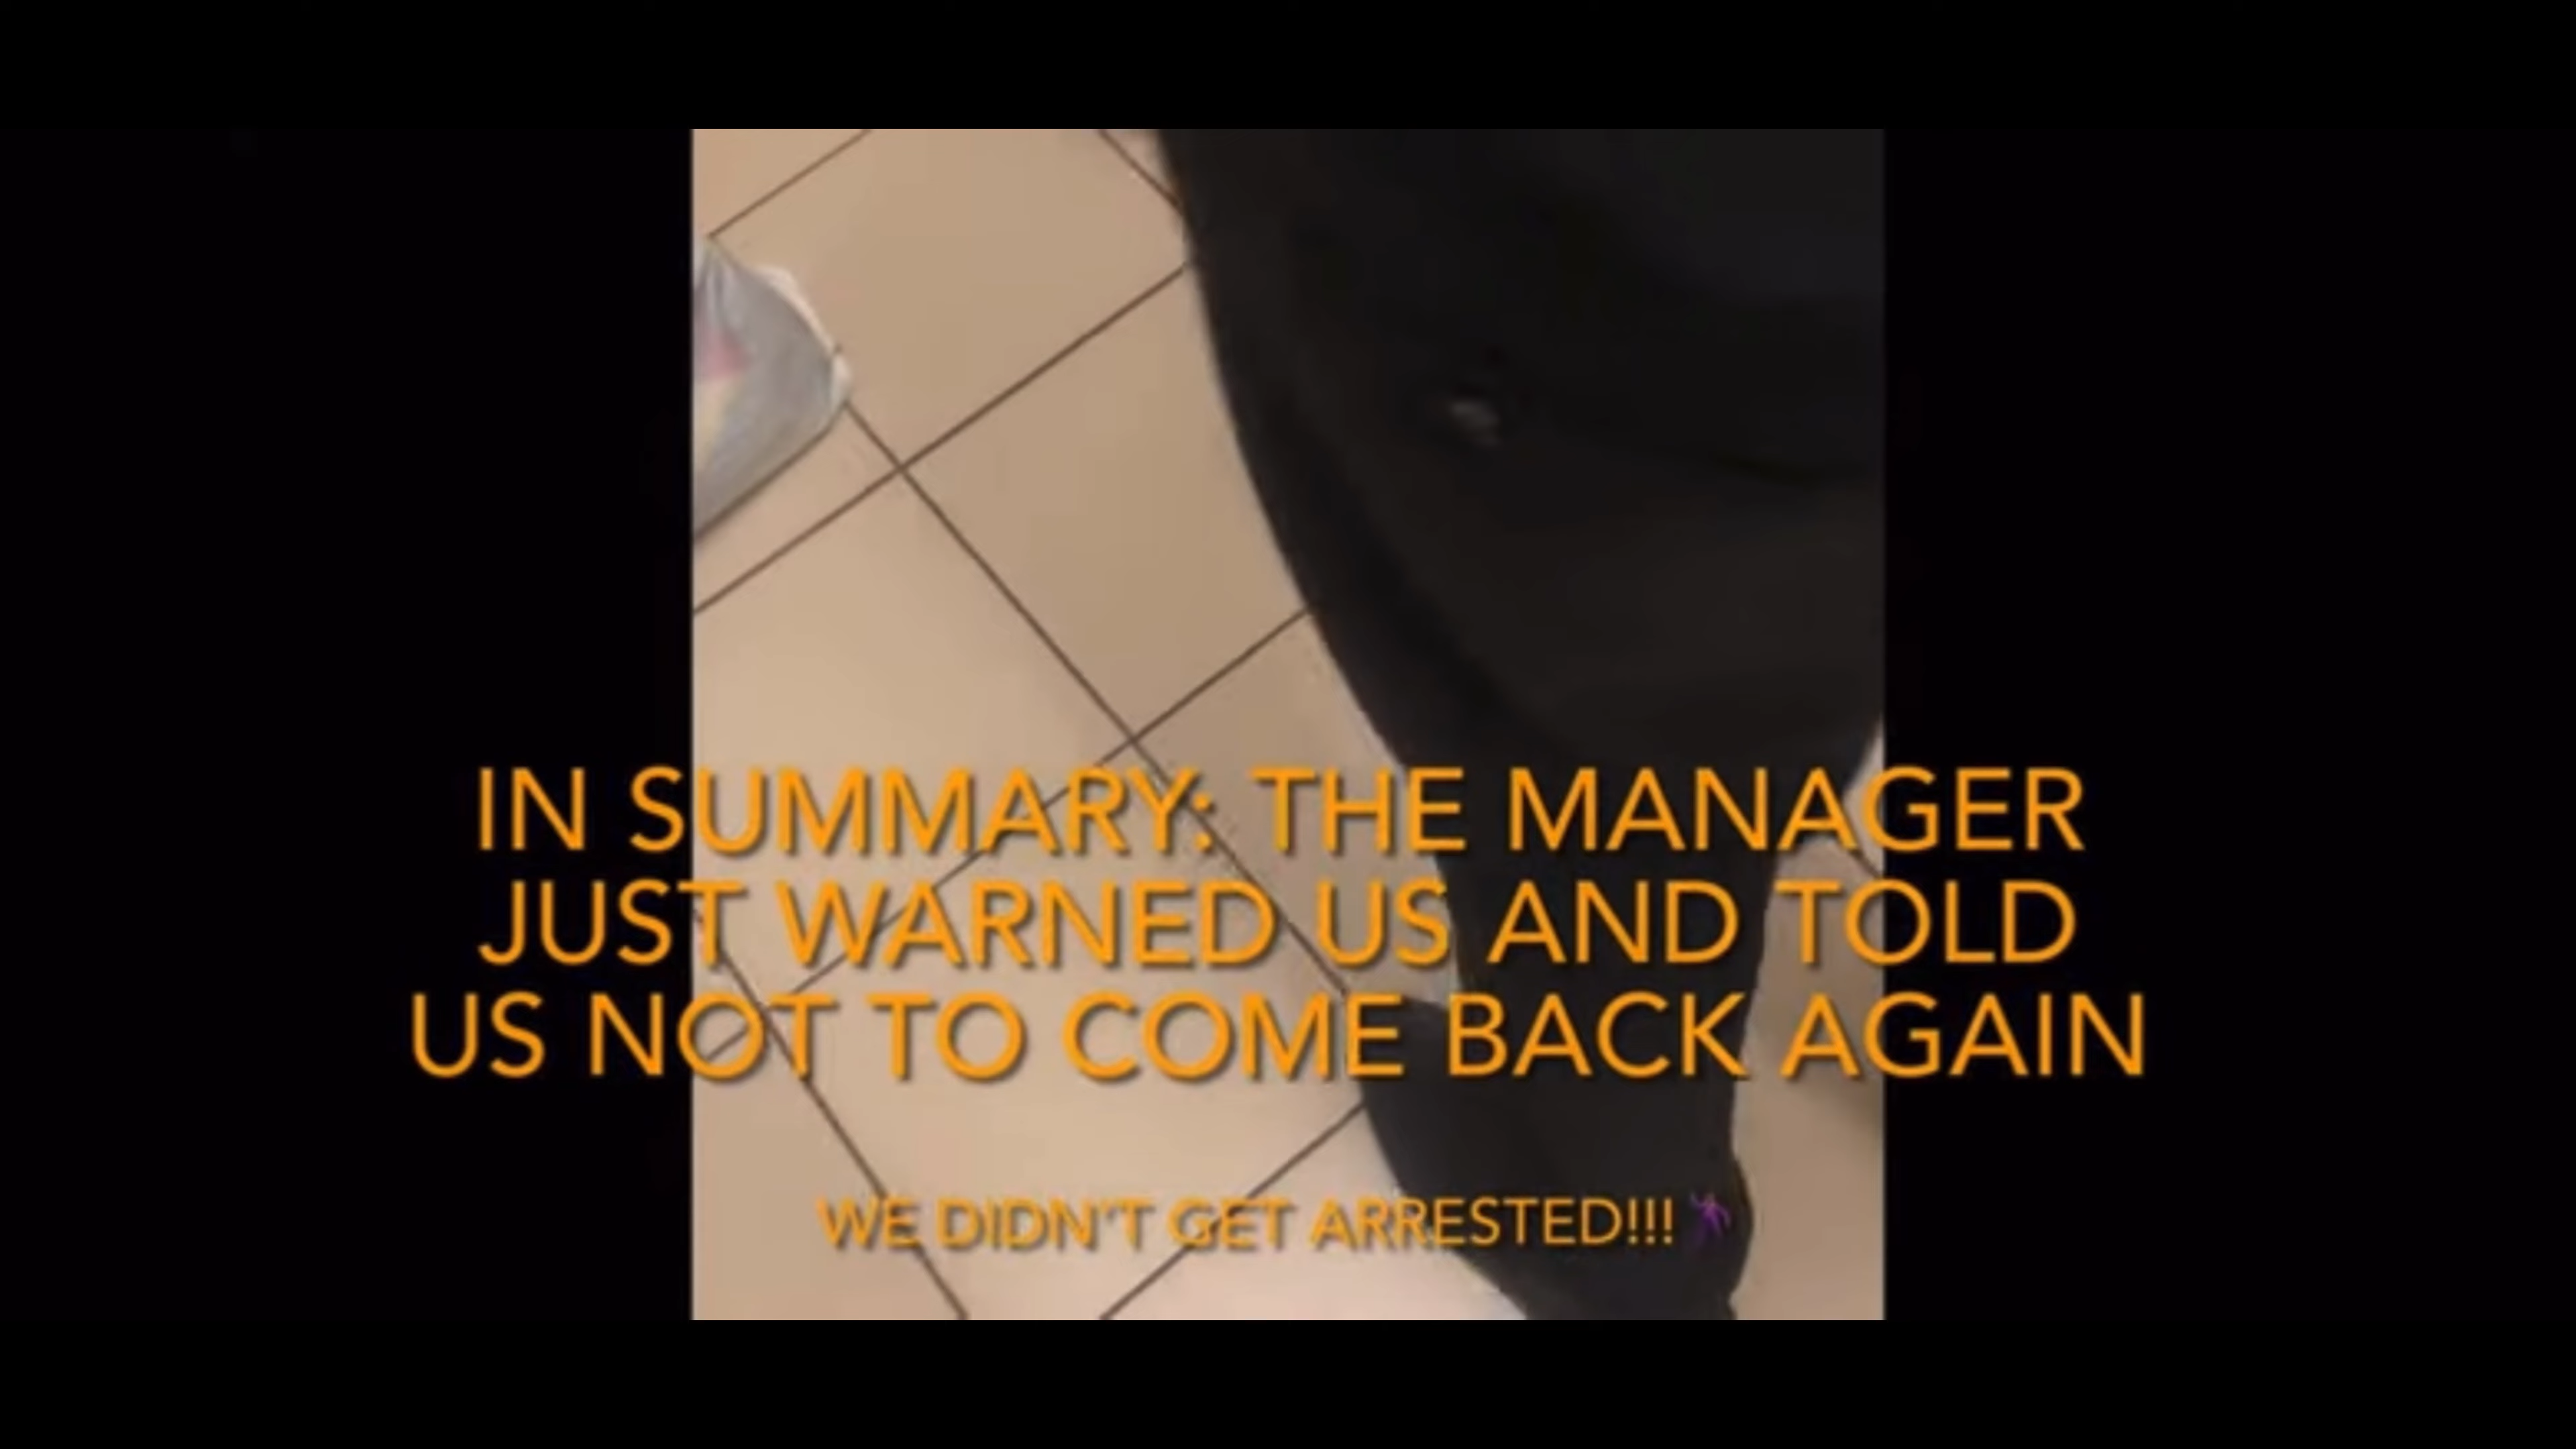 IN SUMMARY: THE MANAGER
JUST WARNED US AND TOLD
US NOT TO COME BACK AGAIN
WE DIDN'T GET ARRESTED!!!